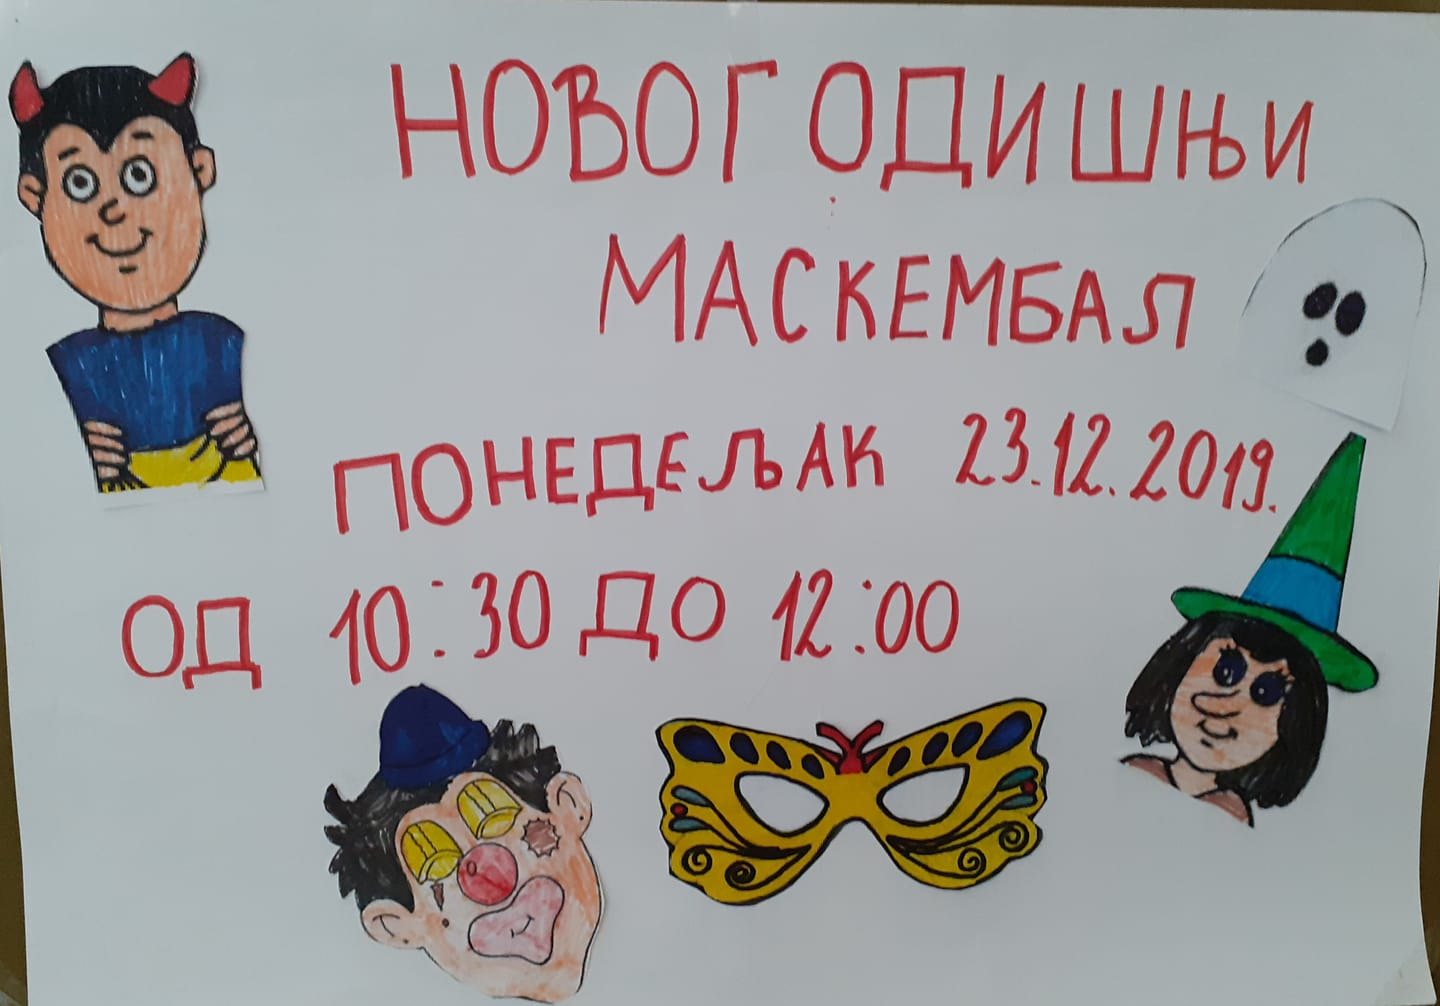 НОВОГОДИШЊИ
МАСКЕМБАЛ
ПОНЕДЕЉАК 23.12.2019.
ОД 10:30 ДО 12:00